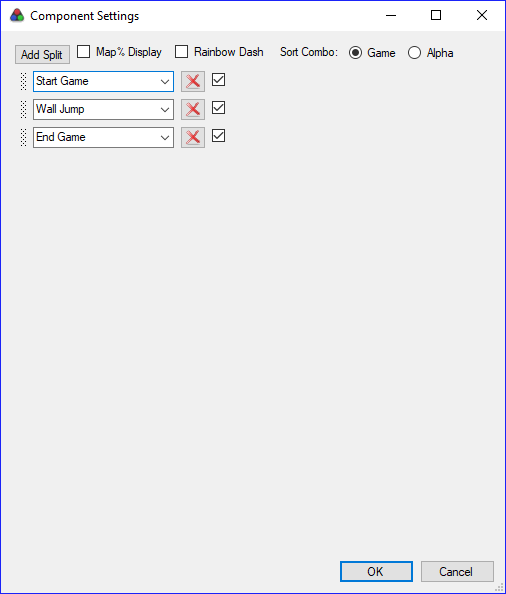 Component Settings
Add Split Map% Display Rainbow Dash Sort Combo: Game Alpha
Start Game
Wall Jump
End Game
OK Cancel